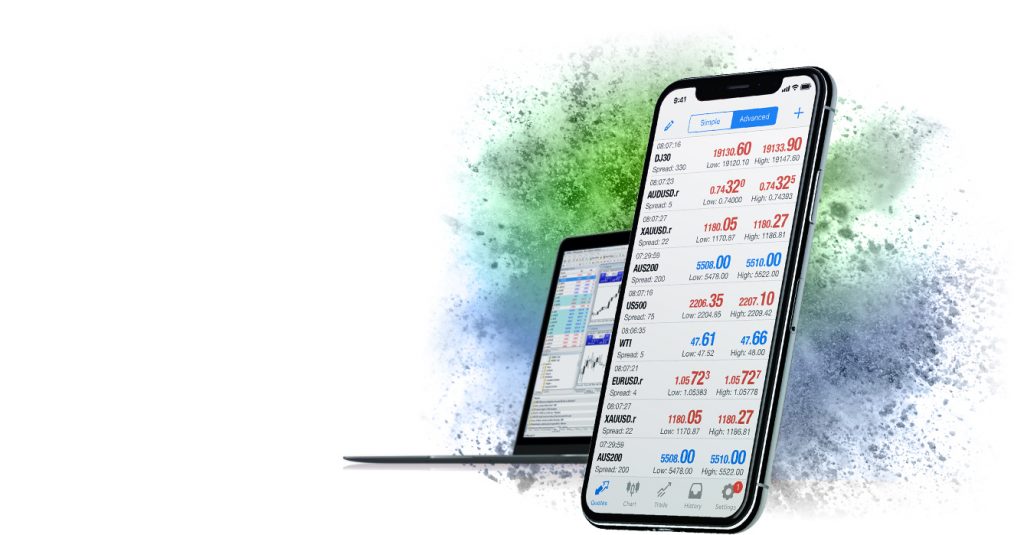 9:41
Simple Advanced +
08:07:16
DJ30 19130.60 19133.90
Spread: 330 Low: 19120.10 High: 19147.60
08:07:23
AUDUSD.r 0.74320 0.74325
Spread: 5 Low: 0.74000 High: 0.74393
08:07:27
XAUUSD.r 1180.05 1180.27
Spread: 22 Low: 1170.87 High: 1186.81
07:29:59
AUS200 5508.00 5510.00
Spread: 200 Low: 5478.00 High: 5522.00
08:07:16
US500 2206.35 2207.10
Spread: 75 Low: 2204.85 High: 2209.42
08:06:35
WTI 47.61 47.66
Spread: 5 Low: 47.52 High: 48.00
08:07:21
EURUSD.r 1.05723 1.05727
Spread: 4 Low: 1.05383 High: 1.05778
08:07:27
XAUUSD.r 1180.05 1180.27
Spread: 22 Low: 1170.87 High: 1186.81
07:29:59
AUS200 5508.00 5510.00
Spread: 200 Low: 5478.00 High: 5522.00
Quotes Chart Trade History Settings 1